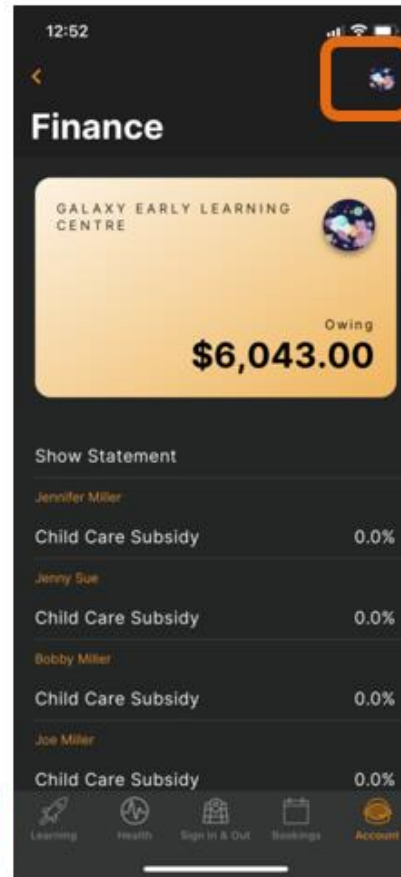 12:52
Finance
GALAXY EARLY LEARNING
CENTRE
Owing
$6,043.00
Show Statement
Jennifer Miller
Child Care Subsidy 0.0%
Jenny Sue
Child Care Subsidy 0.0%
Bobby Miller
Child Care Subsidy 0.0%
Joe Miller
Child Care Subsidy 0.0%
Learning Health Sign In & Out Bookings Account